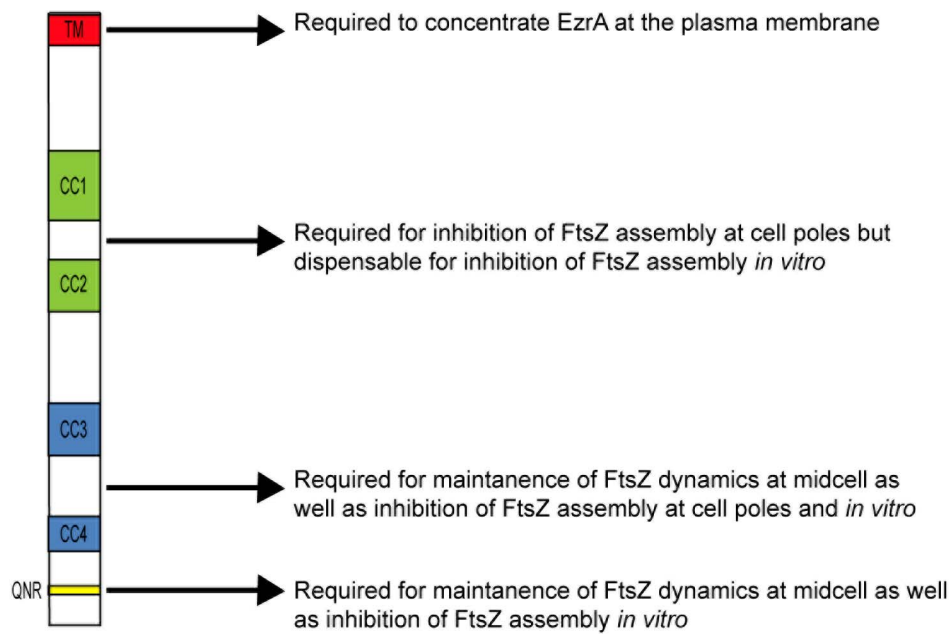 TM
Required to concentrate EzrA at the plasma membrane
CC1
Required for inhibition of FtsZ assembly at cell poles but
dispensable for inhibition of FtsZ assembly in vitro
CC2
CC3
Required for maintanence of FtsZ dynamics at midcell as
well as inhibition of FtsZ assembly at cell poles and in vitro
CC4
QNR
Required for maintanence of FtsZ dynamics at midcell as well
as inhibition of FtsZ assembly in vitro